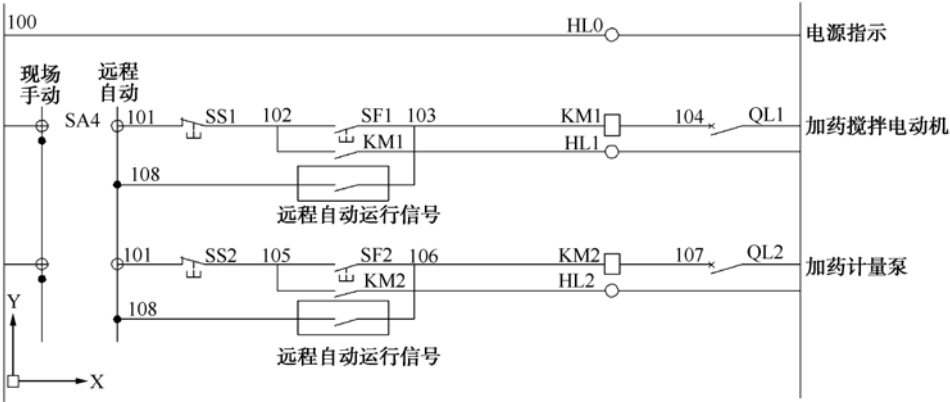 100 HL0 电源指示
现场 远程
手动 自动
SA4 101 SS1 102 SF1 103 KM1 104 QL1 加药搅拌电动机
KM1 HL1
108
远程自动运行信号
101 SS2 105 SF2 106 KM2 107 QL2 加药计量泵
KM2 HL2
Y 108
远程自动运行信号
X